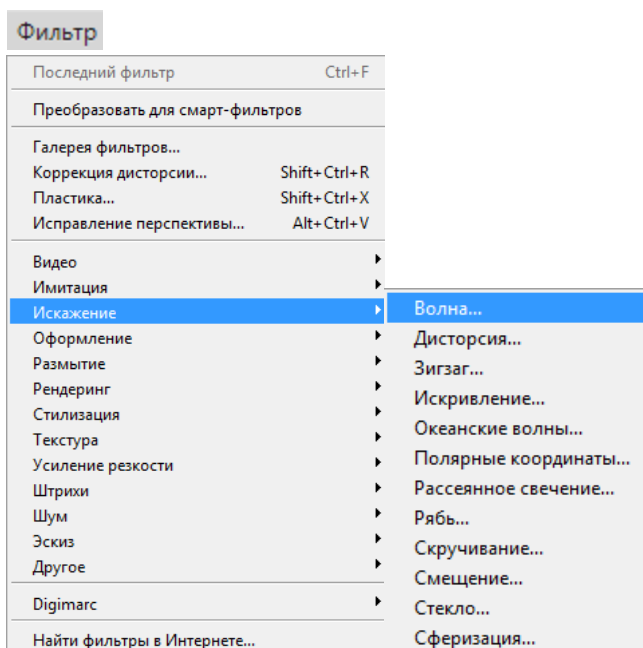 Фильтр
Последний фильтр Ctrl+F
Преобразовать для смарт-фильтров
Галерея фильтров...
Коррекция дисторсии... Shift+Ctrl+R
Пластика... Shift+Ctrl+X
Исправление перспективы... Alt+Ctrl+V
Видео
Имитация
Искажение
Оформление
Размытие
Рендеринг
Стилизация
Текстура
Усиление резкости
Штрихи
Шум
Эскиз
Другое
Digimarc
Найти фильтры в Интернете...
Волна...
Дисторсия...
Зигзаг...
Искривление...
Океанские волны...
Полярные координаты...
Рассеянное свечение...
Рябь...
Скручивание...
Смещение...
Стекло...
Сферизация...